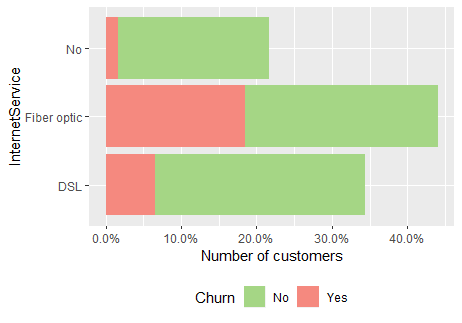 InternetService
No
Fiber optic
DSL
0.0% 10.0% 20.0% 30.0% 40.0%
Number of customers
Churn No Yes